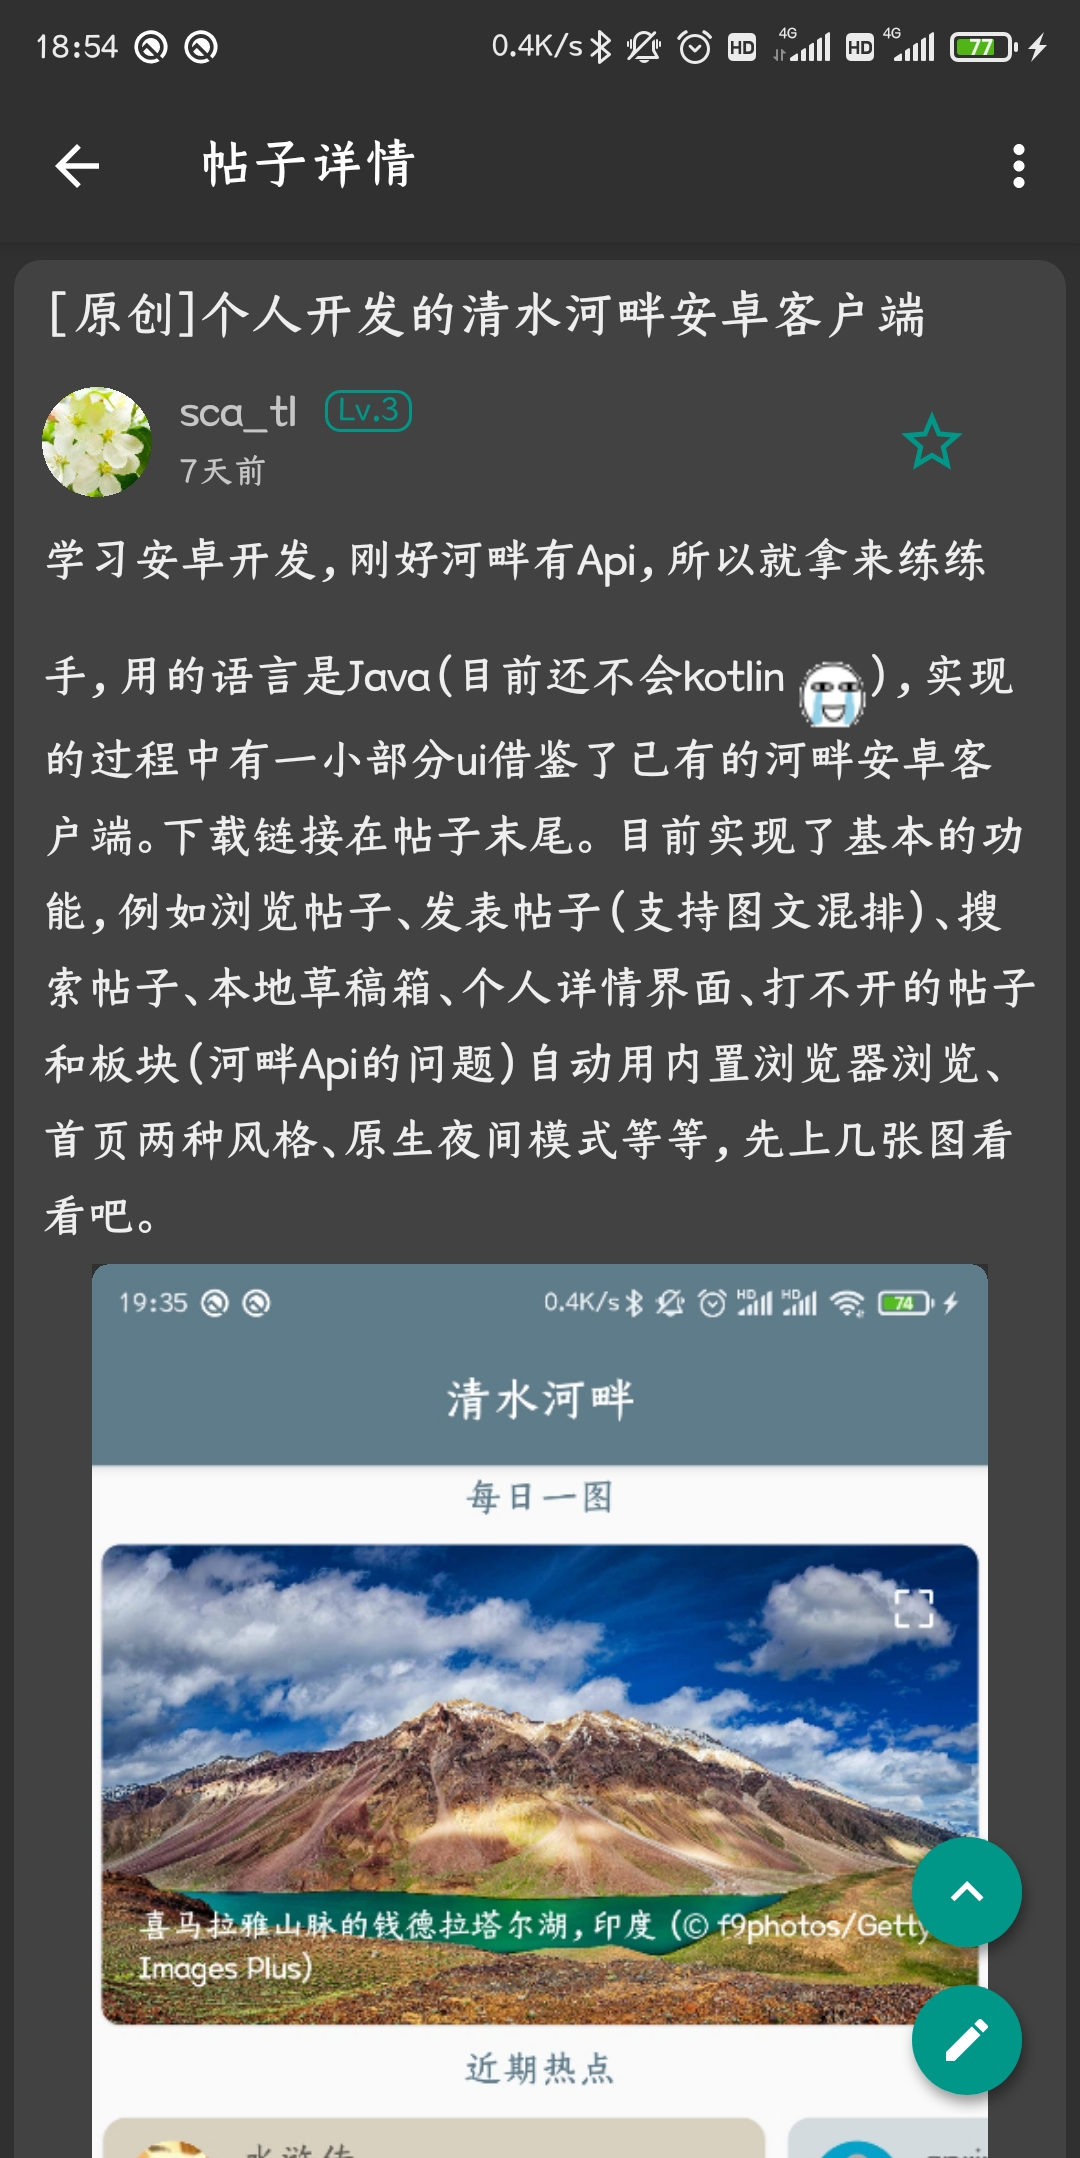 18:54 0.4K/s HD 4G HD 4G 77
帖子详情
[原创]个人开发的清水河畔安卓客户端
sca_tl Lv.3
7天前
学习安卓开发,刚好河畔有Api,所以就拿来练练
手,用的语言是Java(目前还不会kotlin ),实现
的过程中有一小部分ui借鉴了已有的河畔安卓客
户端。下载链接在帖子末尾。目前实现了基本的功
能,例如浏览帖子、发表帖子(支持图文混排)、搜
索帖子、本地草稿箱、个人详情界面、打不开的帖子
和板块(河畔Api的问题)自动用内置浏览器浏览、
首页两种风格、原生夜间模式等等,先上几张图看
看吧。
19:35 0.4K/s HD HD 74
清水河畔
每日一图
喜马拉雅山脉的钱德拉塔尔湖,印度 (© f9photos/Getty
Images Plus)
近期热点
水浒传